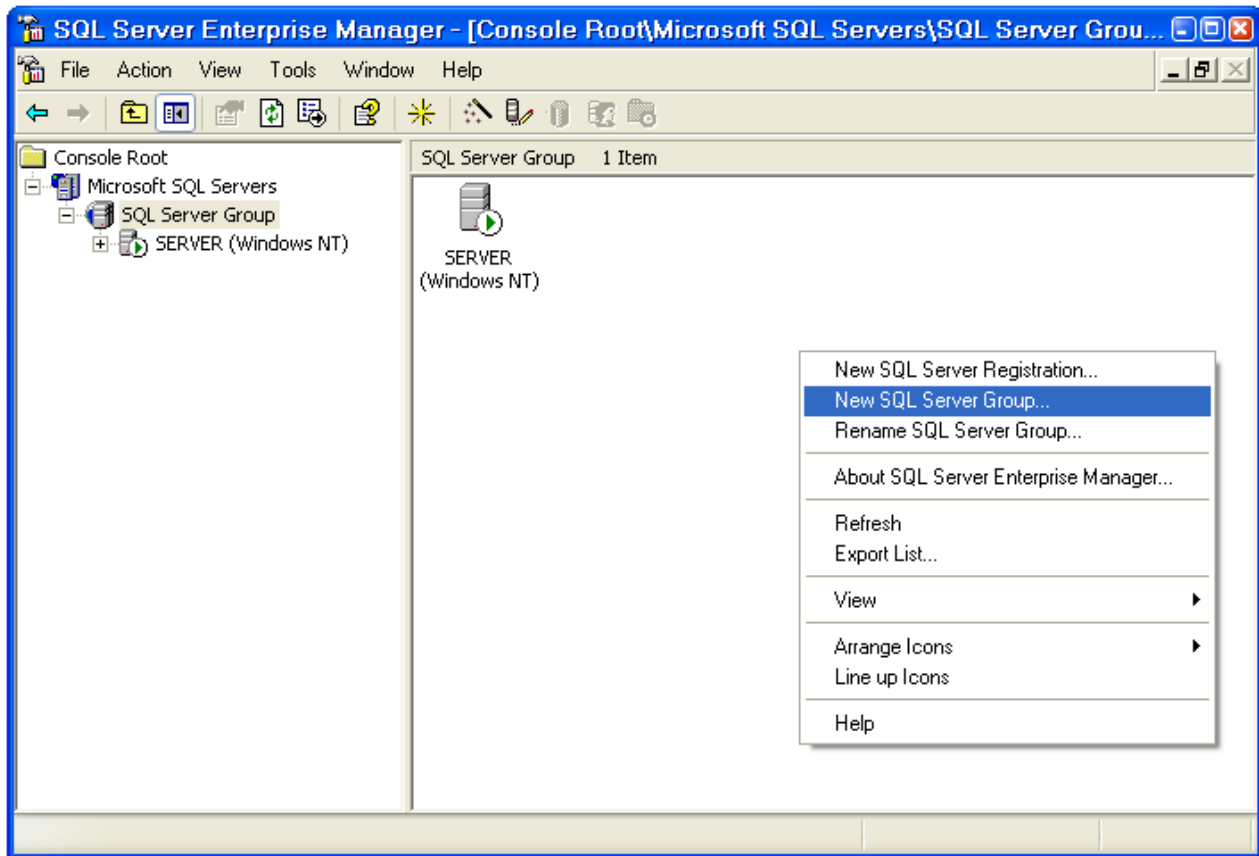 SQL Server Enterprise Manager - [Console Root\Microsoft SQL Servers\SQL Server Grou...
File Action View Tools Window Help
Console Root
Microsoft SQL Servers
SQL Server Group
SERVER (Windows NT)
SQL Server Group 1 Item
SERVER
(Windows NT)
New SQL Server Registration...
New SQL Server Group...
Rename SQL Server Group...
About SQL Server Enterprise Manager...
Refresh
Export List...
View
Arrange Icons
Line up Icons
Help